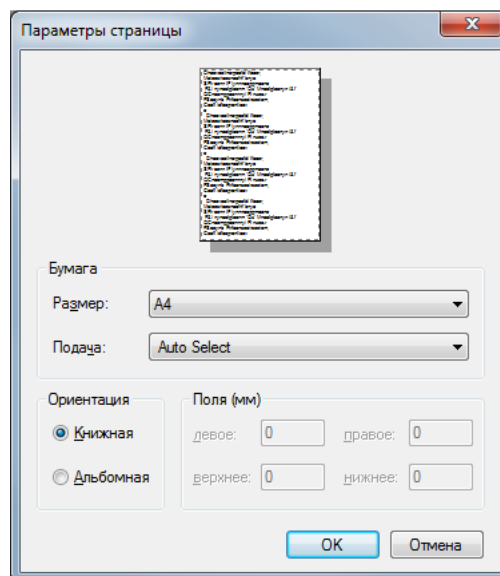 Параметры страницы
Бумага
Размер: A4
Подача: Auto Select
Ориентация
Книжная
Альбомная
Поля (мм)
левое: 0 правое: 0
верхнее: 0 нижнее: 0
OK Отмена